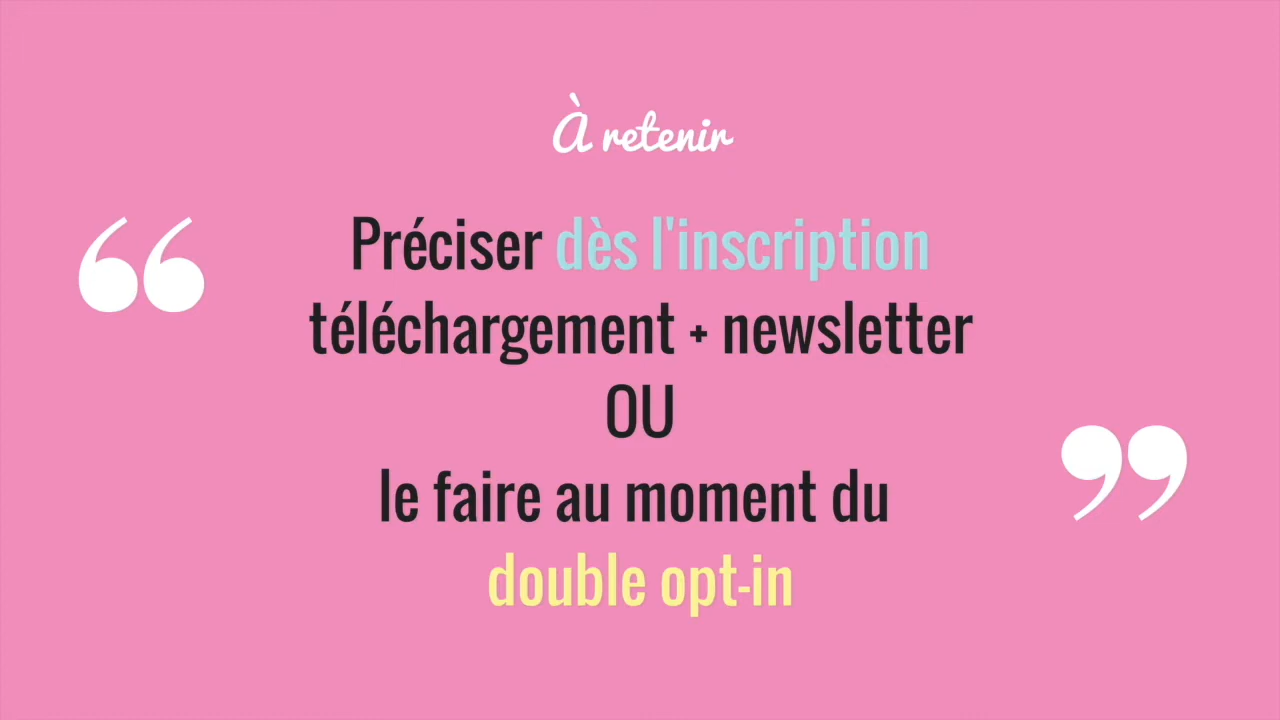 À retenir
“
Préciser dès l'inscription
téléchargement + newsletter
OU
le faire au moment du
double opt-in
”